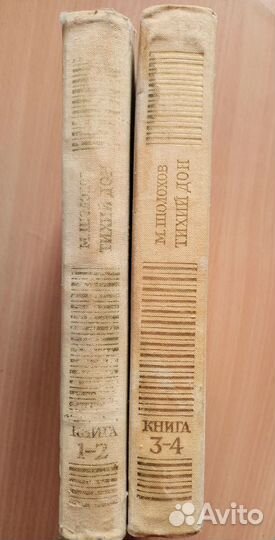 М. ШОЛОХОВ
ТИХИЙ ДОН
КНИГА
1-2
М. ШОЛОХОВ
ТИХИЙ ДОН
КНИГА
3-4
Avito